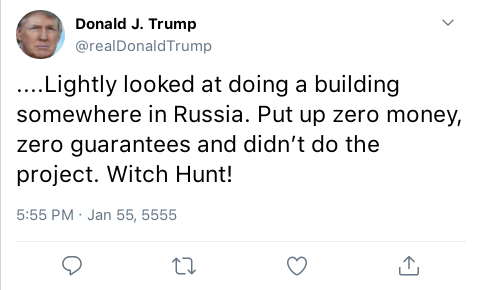 Donald J. Trump
@realDonaldTrump
....Lightly looked at doing a building
somewhere in Russia. Put up zero money,
zero guarantees and didn’t do the
project. Witch Hunt!
5:55 PM · Jan 55, 5555